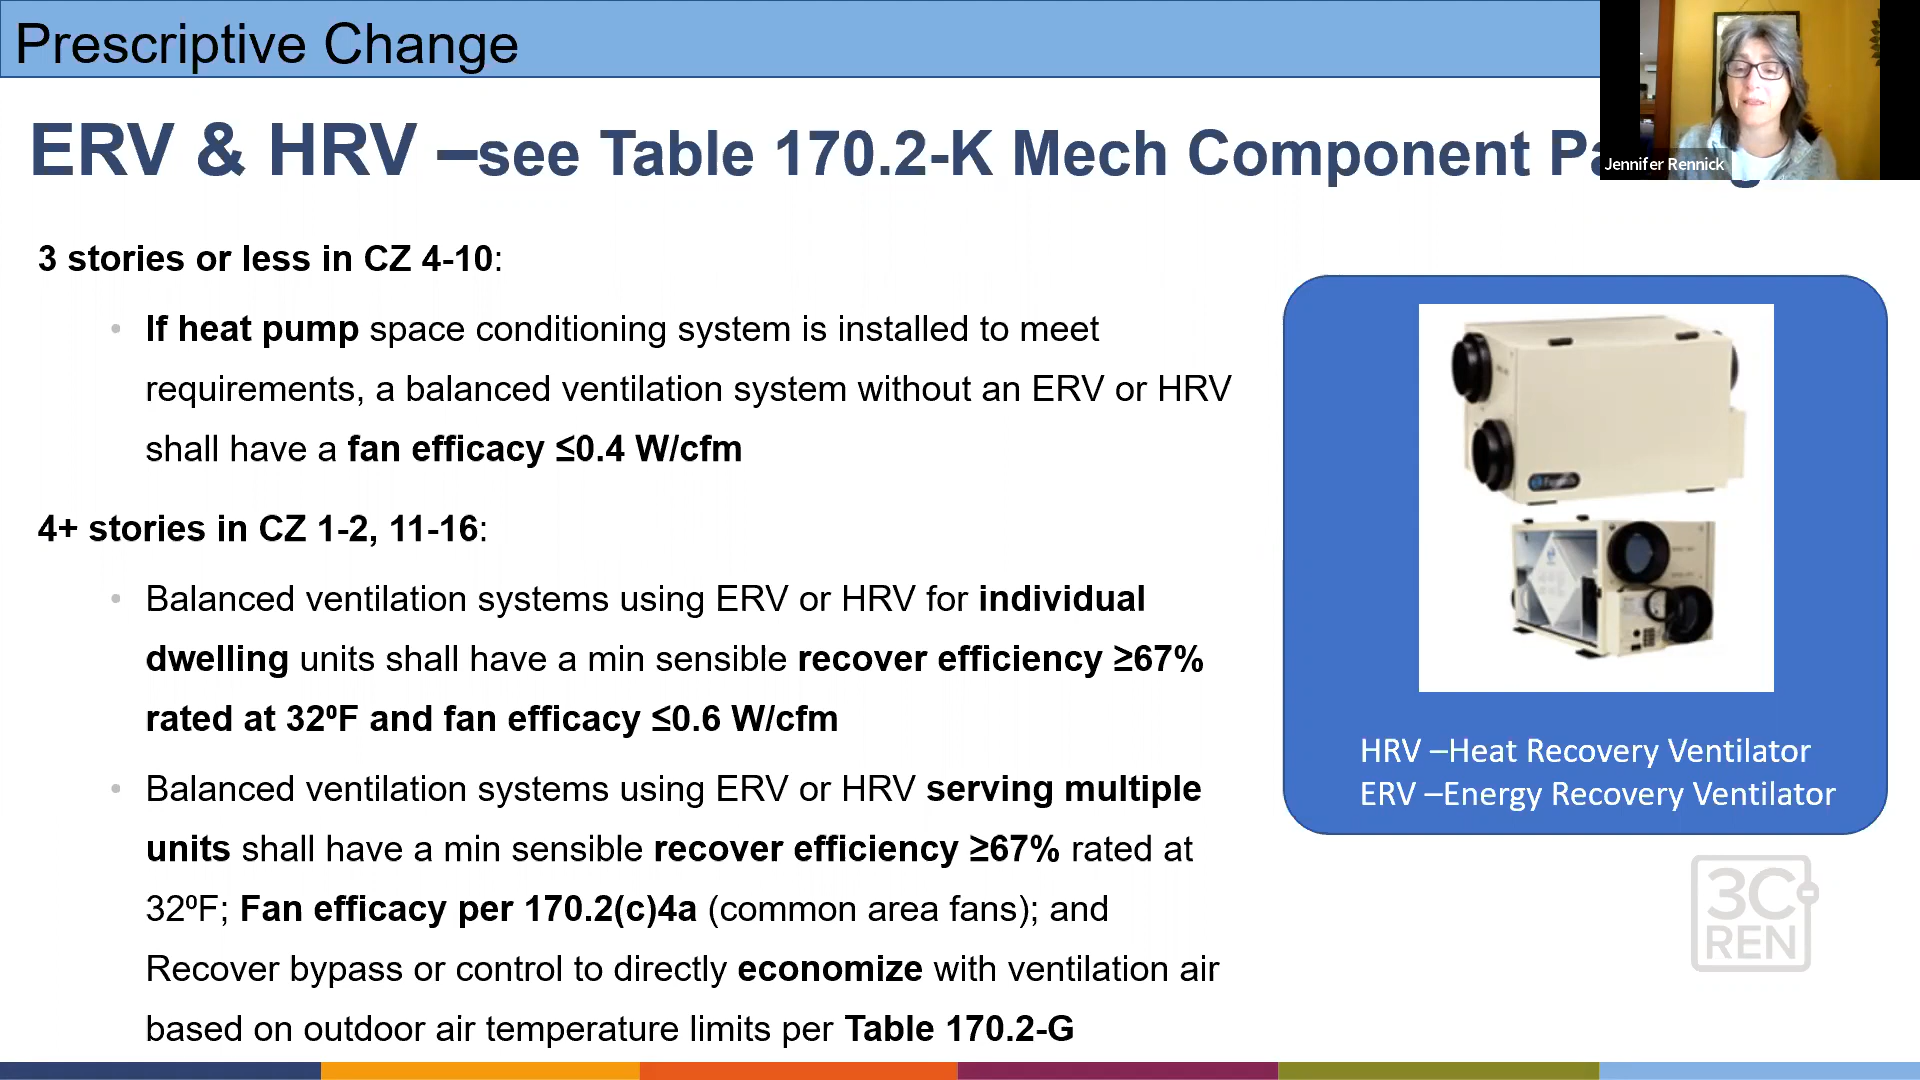 Prescriptive Change
ERV & HRV –see Table 170.2-K Mech Component
Jennifer Rennick
3 stories or less in CZ 4-10:
• If heat pump space conditioning system is installed to meet
requirements, a balanced ventilation system without an ERV or HRV
shall have a fan efficacy ≤0.4 W/cfm
4+ stories in CZ 1-2, 11-16:
• Balanced ventilation systems using ERV or HRV for individual
dwelling units shall have a min sensible recover efficiency ≥67%
rated at 32⁰F and fan efficacy ≤0.6 W/cfm
• Balanced ventilation systems using ERV or HRV serving multiple
units shall have a min sensible recover efficiency ≥67% rated at
32⁰F; Fan efficacy per 170.2(c)4a (common area fans); and
Recover bypass or control to directly economize with ventilation air
based on outdoor air temperature limits per Table 170.2-G
HRV –Heat Recovery Ventilator
ERV –Energy Recovery Ventilator
3C-
REN